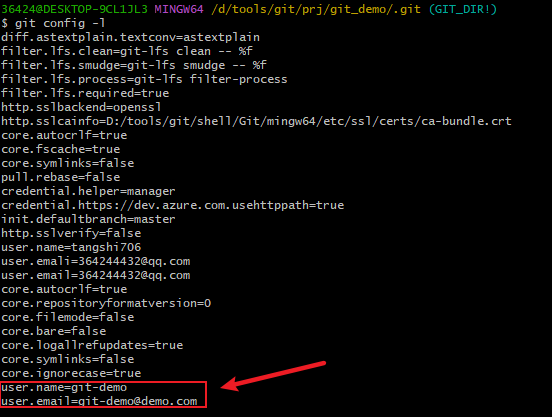 36424@DESKTOP-9CL1JL3 MINGW64 /d/tools/git/prj/git_demo/.git (GIT_DIR!)
$ git config -l
diff.astextplain.textconv=astextplain
filter.lfs.clean=git-lfs clean -- %f
filter.lfs.smudge=git-lfs smudge -- %f
filter.lfs.process=git-lfs filter-process
filter.lfs.required=true
http.sslbackend=openssl
http.sslcainfo=D:/tools/git/shell/Git/mingw64/etc/ssl/certs/ca-bundle.crt
core.autocrlf=true
core.fscache=true
core.symlinks=false
pull.rebase=false
credential.helper=manager
credential.https://dev.azure.com.usehttppath=true
init.defaultbranch=master
http.sslverify=false
user.name=tangshi706
user.emali=364244432@qq.com
user.email=364244432@qq.com
core.autocrlf=true
core.repositoryformatversion=0
core.filemode=false
core.bare=false
core.logallrefupdates=true
core.symlinks=false
core.ignorecase=true
user.name=git-demo
user.email=git-demo@demo.com